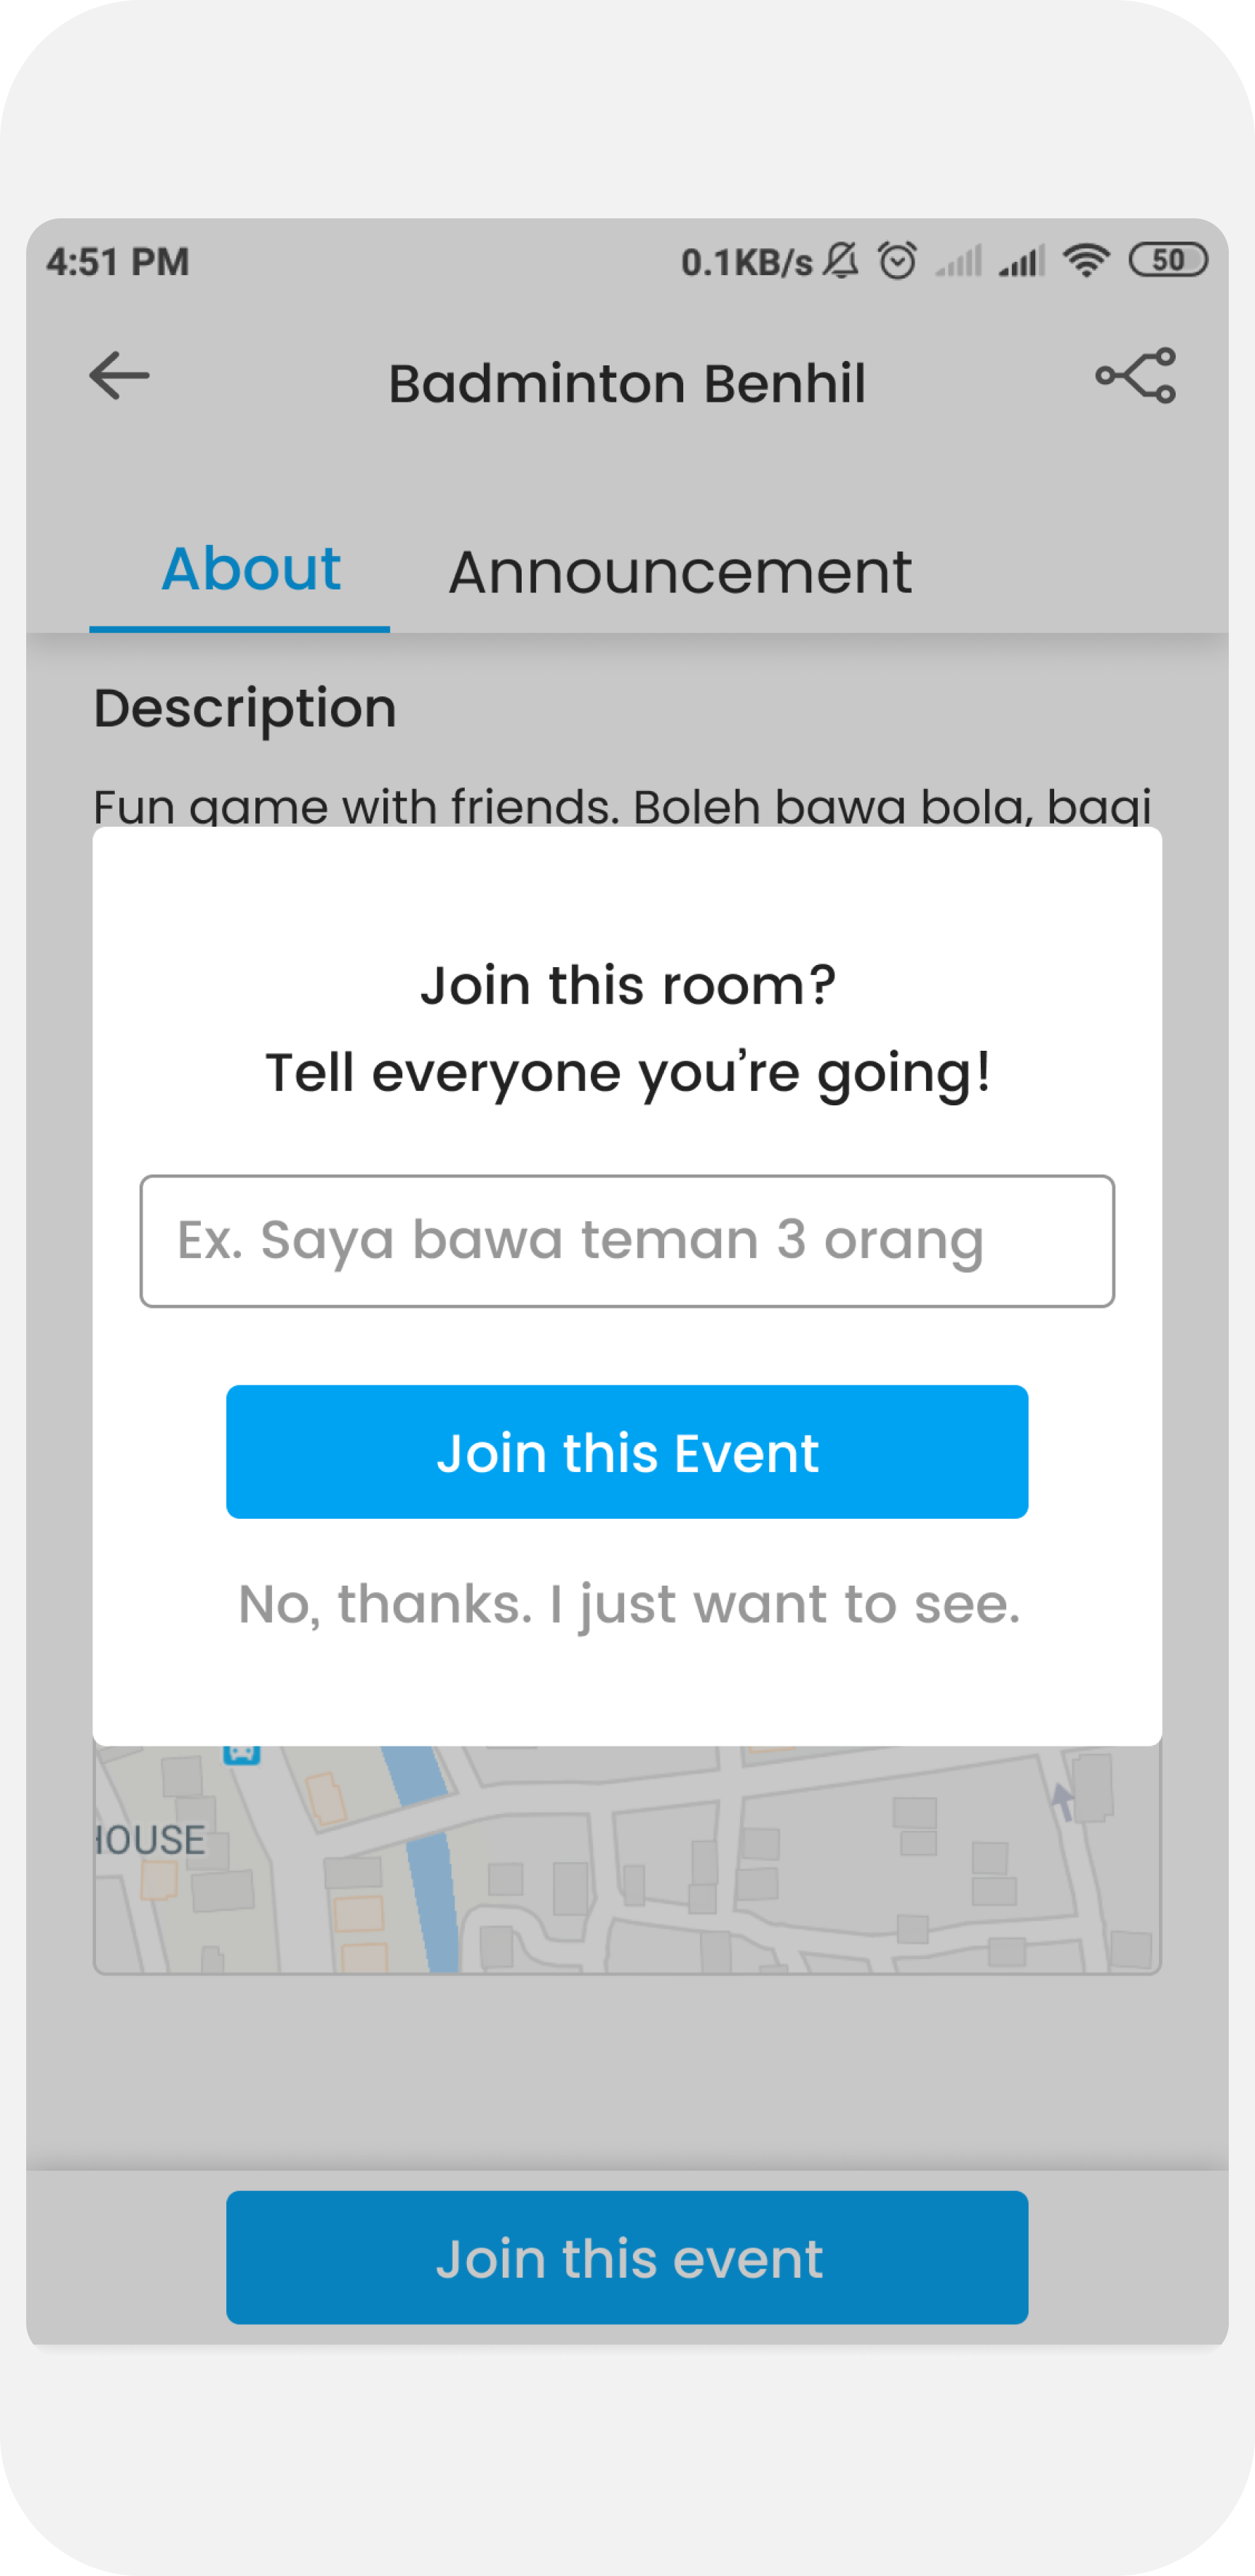 4:51 PM 0.1KB/s 50
Badminton Benhil
About Announcement
Description
Fun game with friends. Boleh bawa bola, bagi
Join this room?
Tell everyone you’re going!
Ex. Saya bawa teman 3 orang
Join this Event
No, thanks. I just want to see.
HOUSE
Join this event